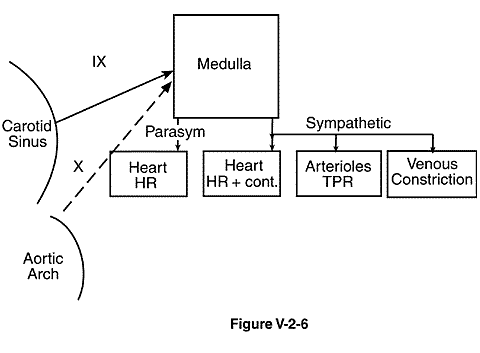 IX
Medulla
Carotid
Sinus
X
Parasym
Sympathetic
Heart
HR
Heart
HR + cont.
Arterioles
TPR
Venous
Constriction
Aortic
Arch
Figure V-2-6